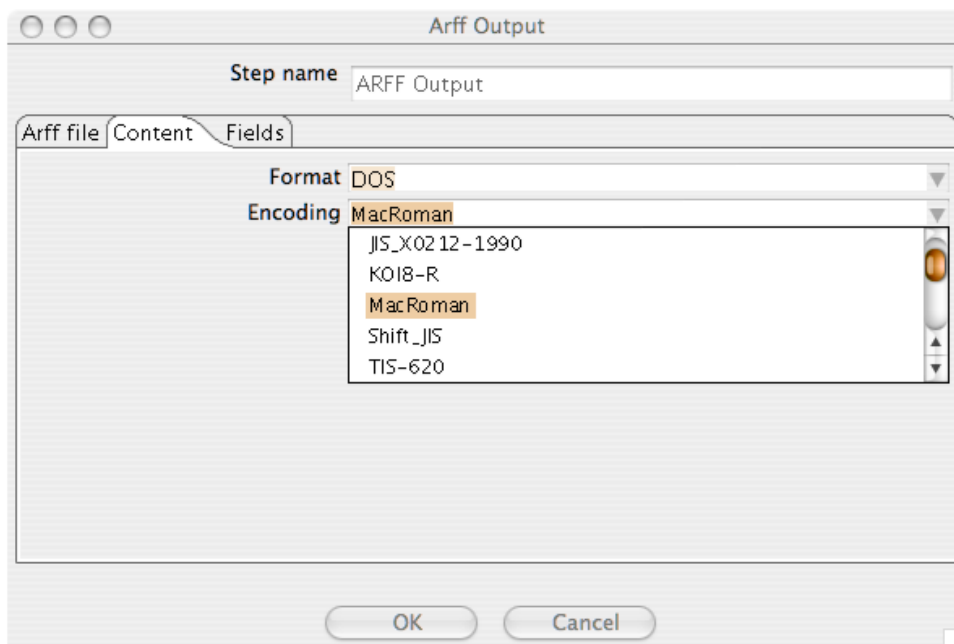 Arff Output
Step name ARFF Output
Arff file Content Fields
Format DOS
Encoding MacRoman
JIS_X0212-1990
KOI8-R
MacRoman
Shift_JIS
TIS-620
OK Cancel